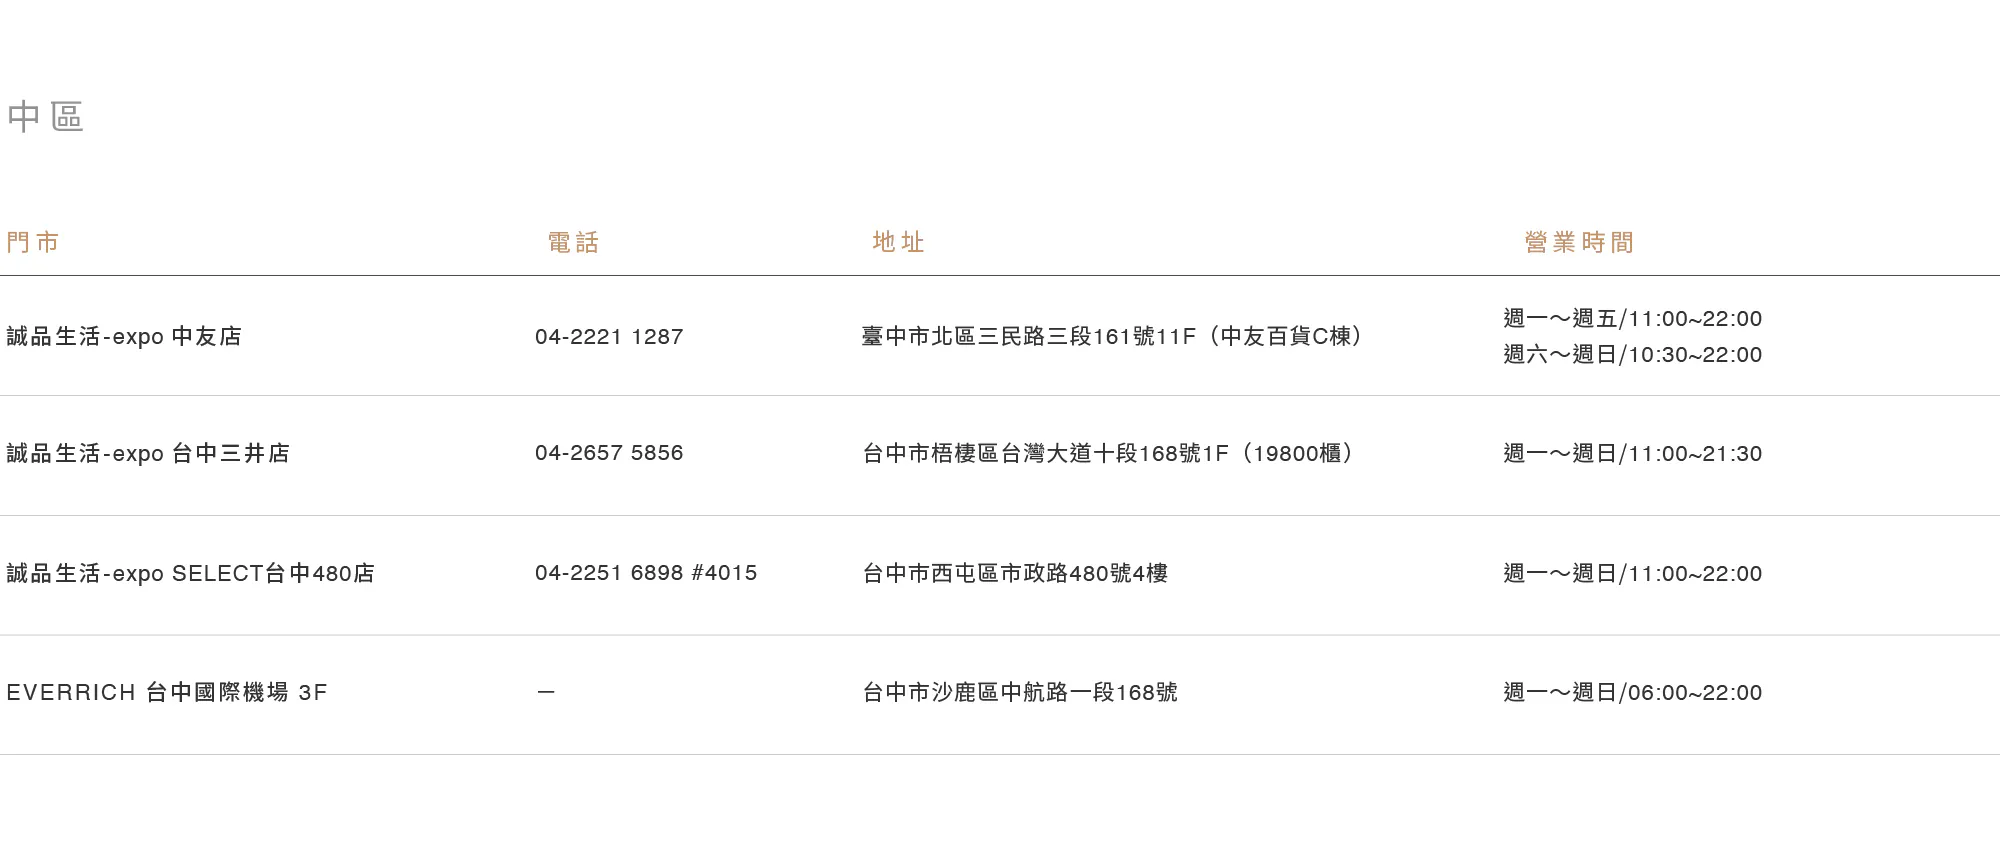 中區
門市 電話 地址 營業時間
誠品生活-expo 中友店 04-2221 1287 臺中市北區三民路三段161號11F（中友百貨C棟） 週一～週五/11:00~22:00
週六～週日/10:30~22:00
誠品生活-expo 台中三井店 04-2657 5856 台中市梧棲區台灣大道十段168號1F（19800櫃） 週一～週日/11:00~21:30
誠品生活-expo SELECT台中480店 04-2251 6898 #4015 台中市西屯區市政路480號4樓 週一～週日/11:00~22:00
EVERRICH 台中國際機場 3F － 台中市沙鹿區中航路一段168號 週一～週日/06:00~22:00